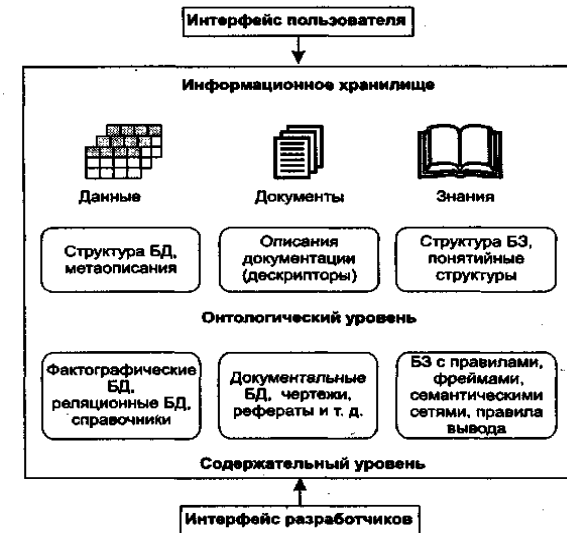 Интерфейс пользователя
Информационное хранилище
Данные
Документы
Знания
Структура БД,
метаописания
Описания
документации
(дескрипторы)
Структура БЗ,
понятийные
структуры
Онтологический уровень
Фактографические
БД,
реляционные БД,
справочники
Документальные
БД, чертежи,
рефераты и т. д.
БЗ с правилами,
фреймами,
семантическими
сетями, правила
вывода
Содержательный уровень
Интерфейс разработчиков